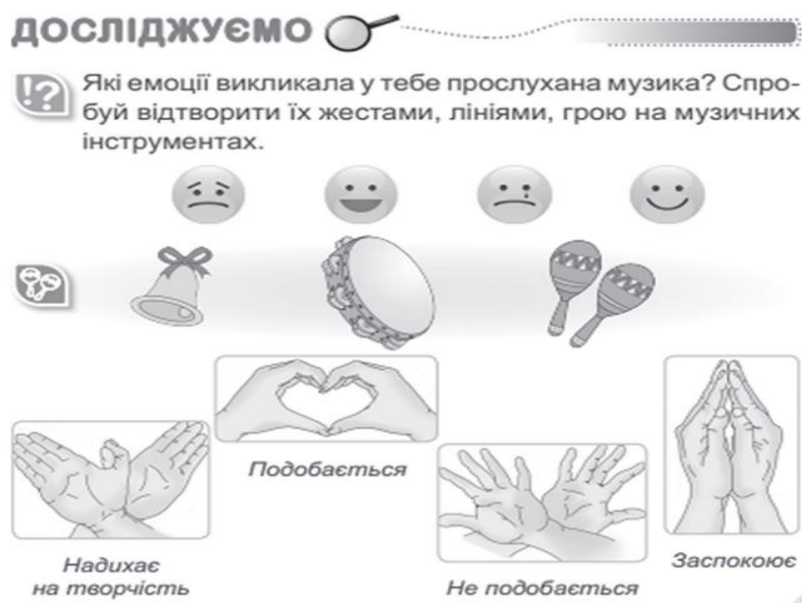 ДОСЛІДЖУЄМО
!?
Які емоції викликала у тебе прослухана музика? Спро-
буй відтворити їх жестами, лініями, грою на музичних
інструментах.
Подобається
Надихає
на творчість
Не подобається
Заспокоює